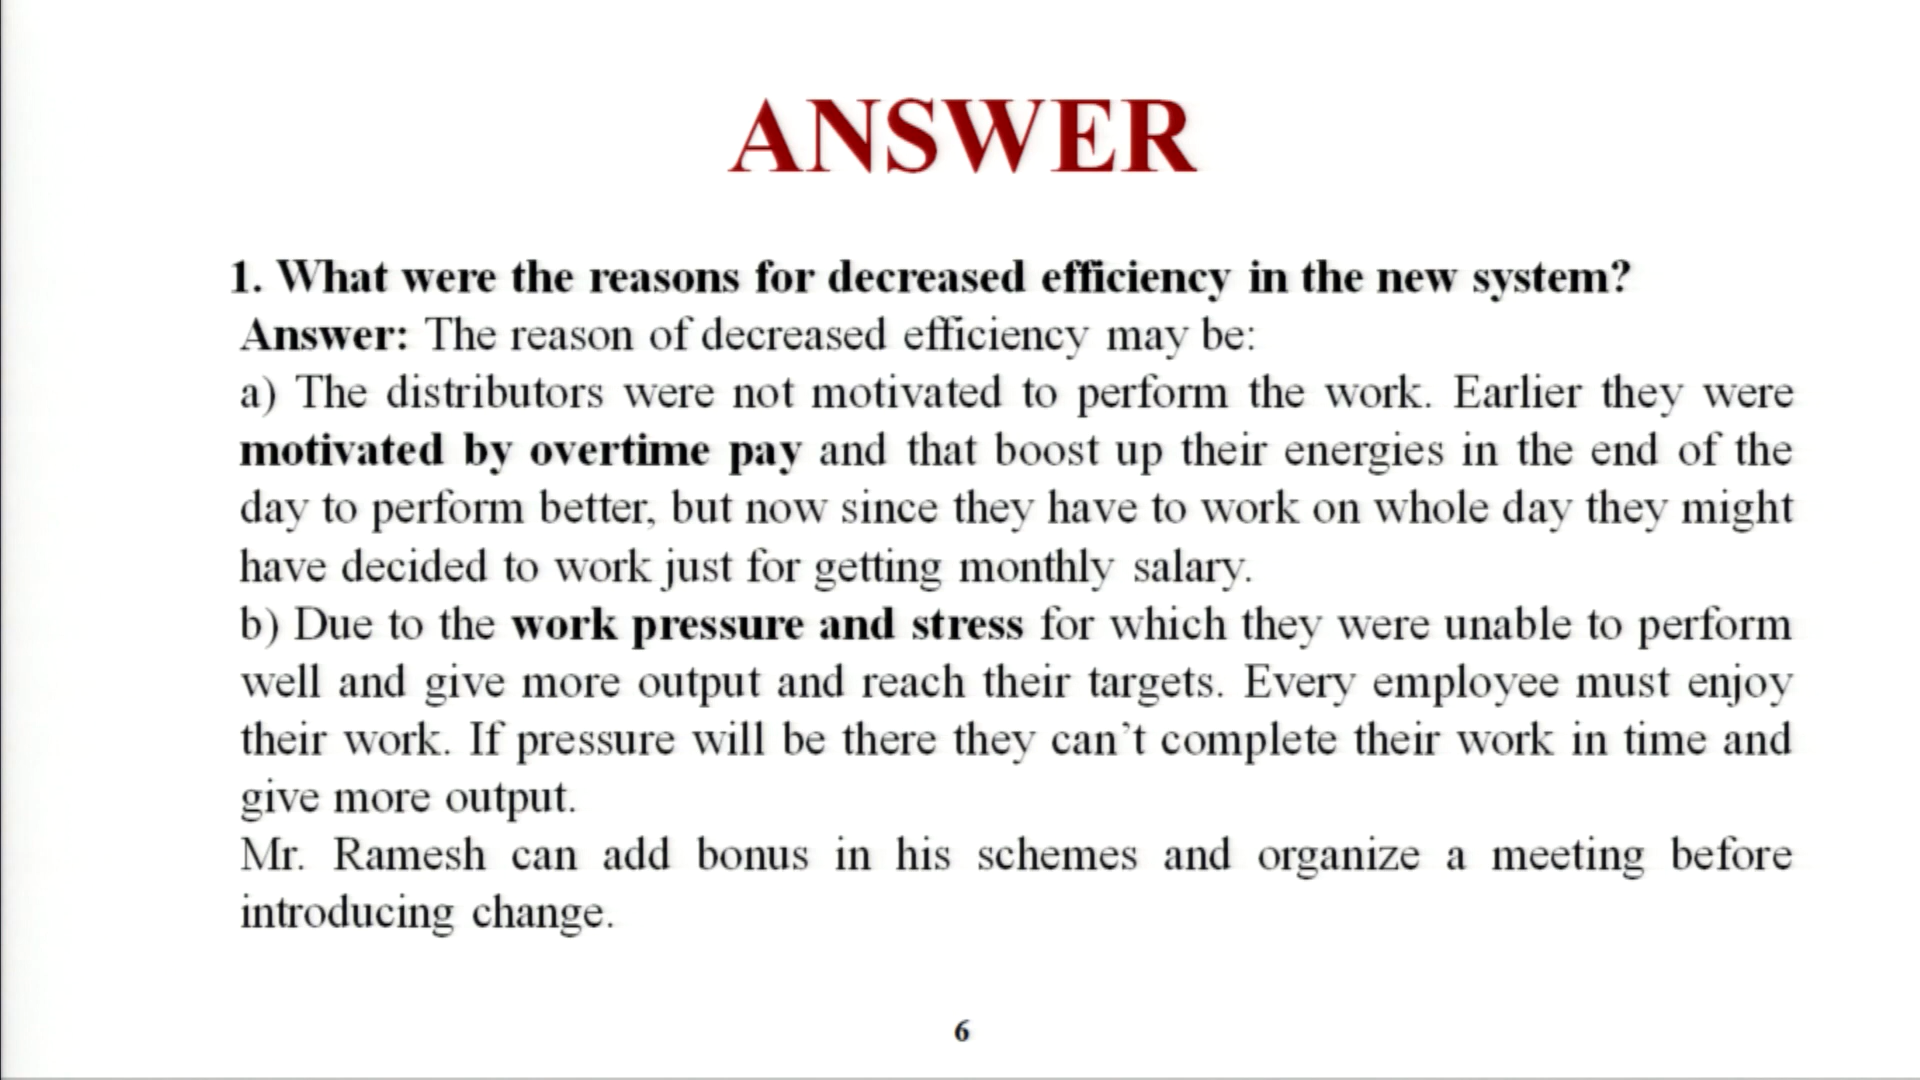 ANSWER
1. What were the reasons for decreased efficiency in the new system?
Answer: The reason of decreased efficiency may be:
a) The distributors were not motivated to perform the work. Earlier they were
motivated by overtime pay and that boost up their energies in the end of the
day to perform better, but now since they have to work on whole day they might
have decided to work just for getting monthly salary.
b) Due to the work pressure and stress for which they were unable to perform
well and give more output and reach their targets. Every employee must enjoy
their work. If pressure will be there they can’t complete their work in time and
give more output.
Mr. Ramesh can add bonus in his schemes and organize a meeting before
introducing change.
6